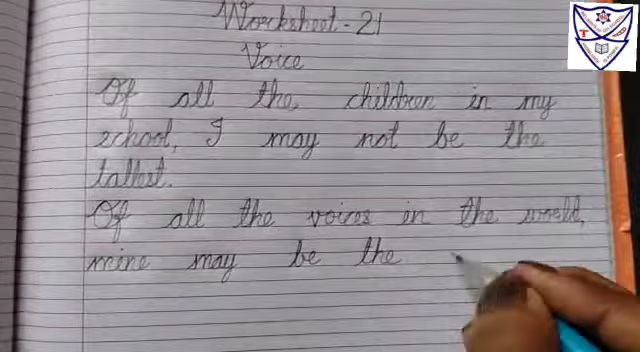 Worksheet - 21
Voice
Of all the children in my
school, I may not be the
tallest.
Of all the voices in the world,
mine may be the